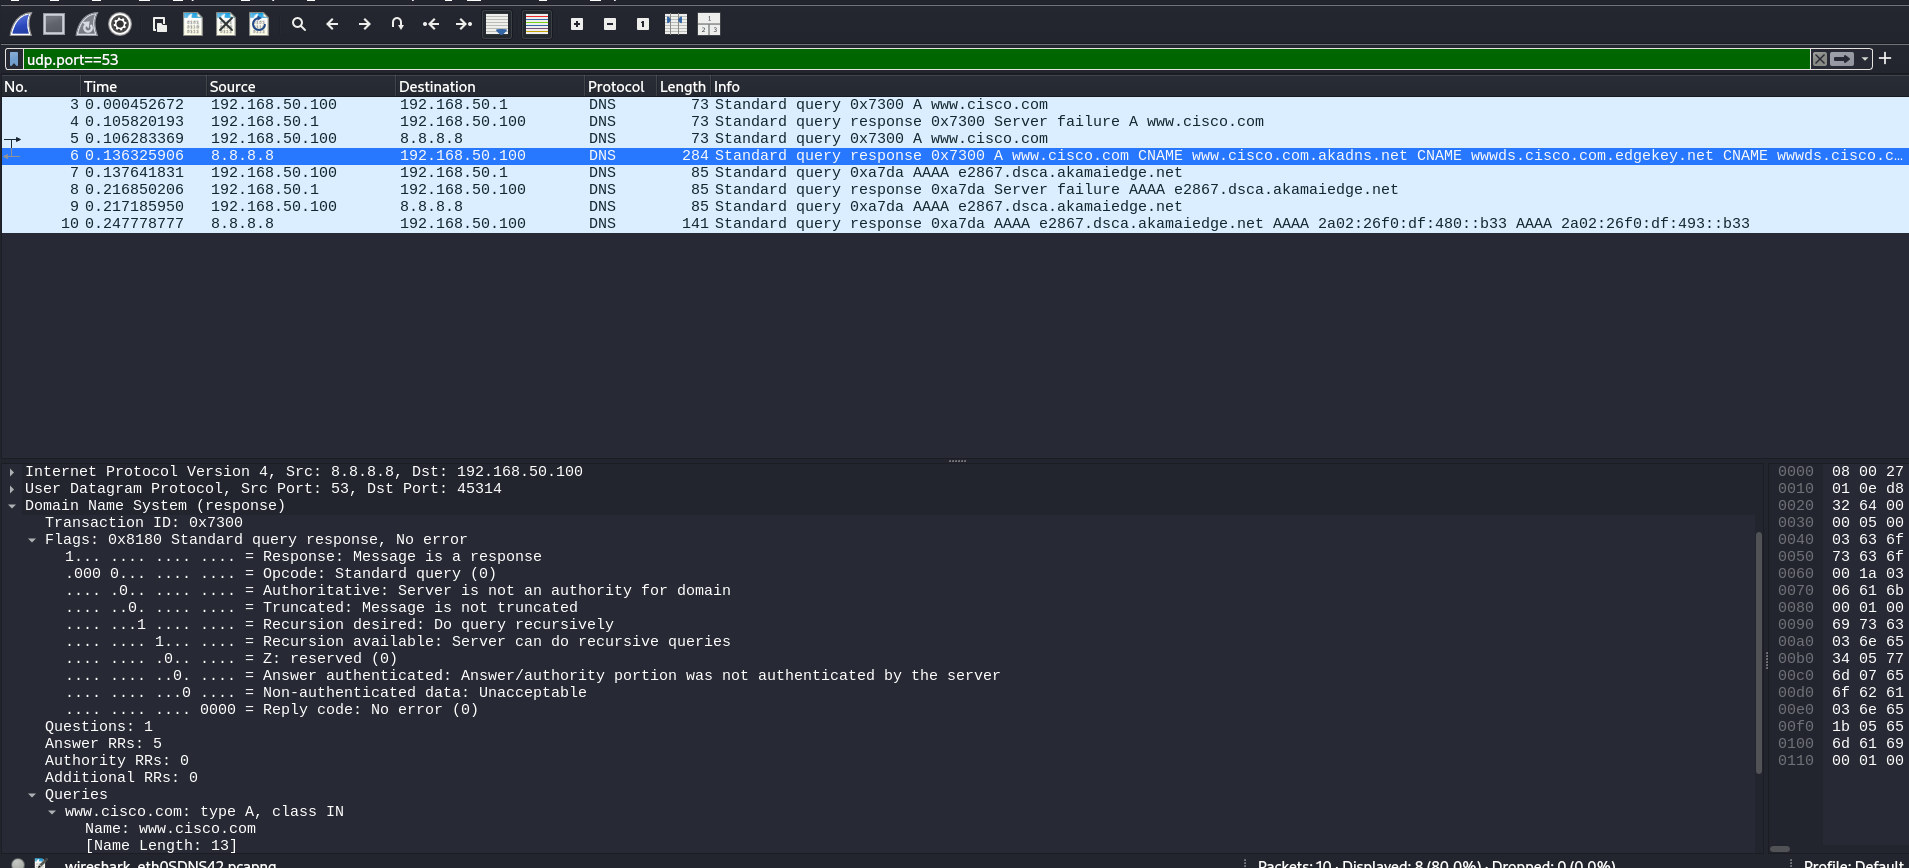 udp.port==53
No. Time Source Destination Protocol Length Info
3 0.000452672 192.168.50.100 192.168.50.1 DNS 73 Standard query 0x7300 A www.cisco.com
4 0.105820193 192.168.50.1 192.168.50.100 DNS 73 Standard query response 0x7300 Server failure A www.cisco.com
5 0.106283369 192.168.50.100 8.8.8.8 DNS 73 Standard query 0x7300 A www.cisco.com
6 0.136325906 8.8.8.8 192.168.50.100 DNS 284 Standard query response 0x7300 A www.cisco.com CNAME www.cisco.com.akadns.net CNAME wwwds.cisco.com.edgekey.net CNAME wwwds.cisco.c…
7 0.137641831 192.168.50.100 192.168.50.1 DNS 85 Standard query 0xa7da AAAA e2867.dsca.akamaiedge.net
8 0.216850206 192.168.50.1 192.168.50.100 DNS 85 Standard query response 0xa7da Server failure AAAA e2867.dsca.akamaiedge.net
9 0.217185950 192.168.50.100 8.8.8.8 DNS 85 Standard query 0xa7da AAAA e2867.dsca.akamaiedge.net
10 0.247778777 8.8.8.8 192.168.50.100 DNS 141 Standard query response 0xa7da AAAA e2867.dsca.akamaiedge.net AAAA 2a02:26f0:df:480::b33 AAAA 2a02:26f0:df:493::b33
Internet Protocol Version 4, Src: 8.8.8.8, Dst: 192.168.50.100
User Datagram Protocol, Src Port: 53, Dst Port: 45314
Domain Name System (response)
Transaction ID: 0x7300
Flags: 0x8180 Standard query response, No error
1... .... .... .... = Response: Message is a response
.000 0... .... .... = Opcode: Standard query (0)
.... .0.. .... .... = Authoritative: Server is not an authority for domain
.... ..0. .... .... = Truncated: Message is not truncated
.... ...1 .... .... = Recursion desired: Do query recursively
.... .... 1... .... = Recursion available: Server can do recursive queries
.... .... .0.. .... = Z: reserved (0)
.... .... ..0. .... = Answer authenticated: Answer/authority portion was not authenticated by the server
.... .... ...0 .... = Non-authenticated data: Unacceptable
.... .... .... 0000 = Reply code: No error (0)
Questions: 1
Answer RRs: 5
Authority RRs: 0
Additional RRs: 0
Queries
www.cisco.com: type A, class IN
Name: www.cisco.com
[Name Length: 13]
0000 08 00 27
0010 01 0e d8
0020 32 64 00
0030 00 05 00
0040 03 63 6f
0050 73 63 6f
0060 00 1a 03
0070 06 61 6b
0080 00 01 00
0090 69 73 63
00a0 03 6e 65
00b0 34 05 77
00c0 6d 07 65
00d0 6f 62 61
00e0 03 6e 65
00f0 1b 05 65
0100 6d 61 69
0110 00 01 00
wireshark_eth0SDNS42.pcapng
Packets: 10 · Displayed: 8 (80.0%) · Dropped: 0 (0.0%)
Profile: Default